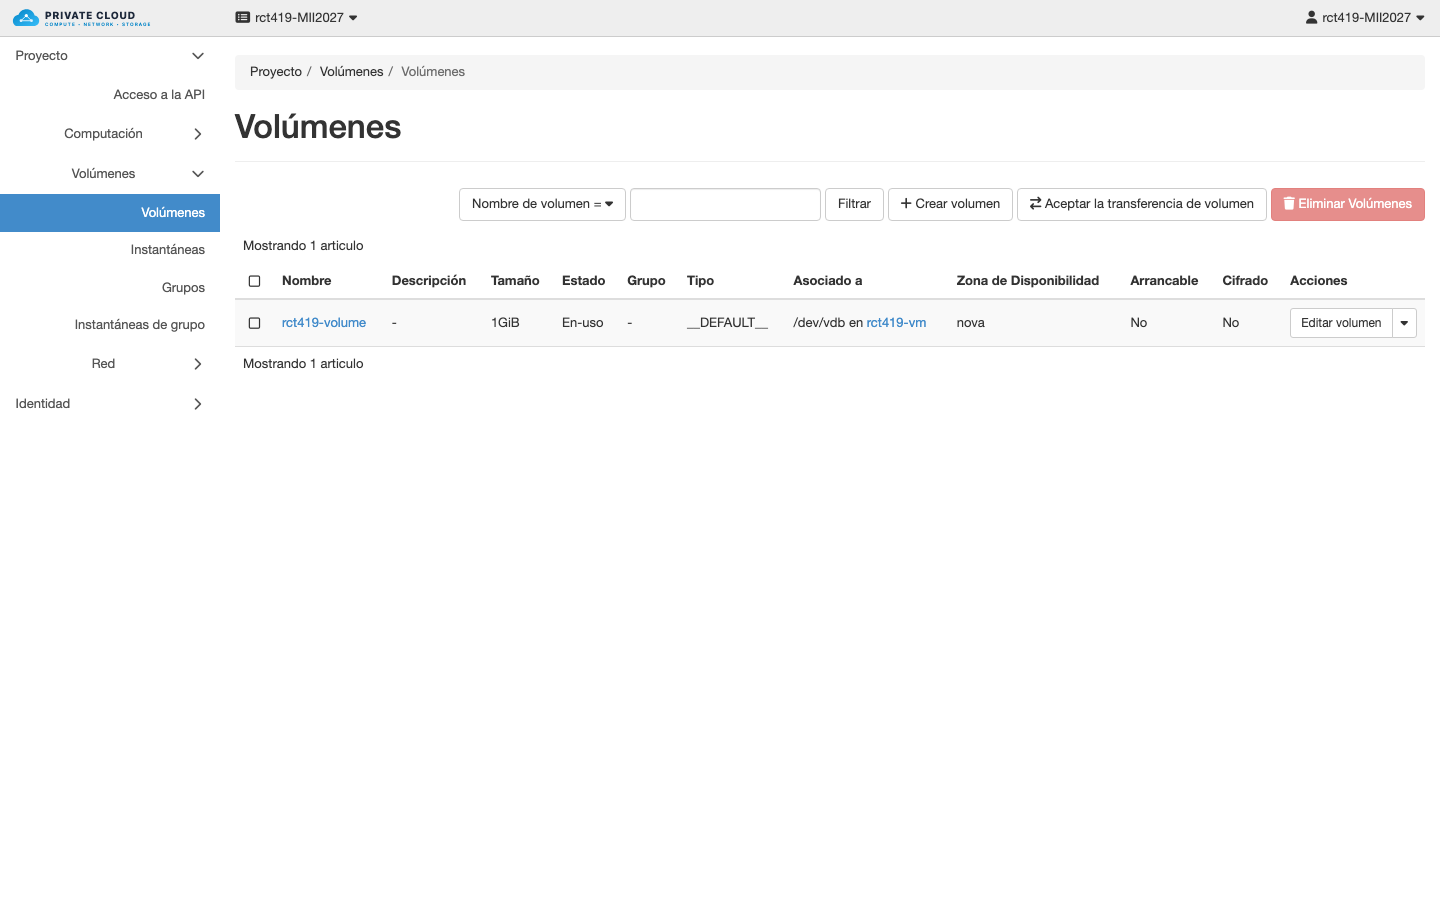 PRIVATE CLOUD
COMPUTE • NETWORK • STORAGE
rct419-MII2027
rct419-MII2027
Proyecto
Acceso a la API
Computación
Volúmenes
Volúmenes
Instantáneas
Grupos
Instantáneas de grupo
Red
Identidad
Proyecto / Volúmenes / Volúmenes
Volúmenes
Nombre de volumen =
Filtrar
Crear volumen
Aceptar la transferencia de volumen
Eliminar Volúmenes
Mostrando 1 articulo
Nombre Descripción Tamaño Estado Grupo Tipo Asociado a Zona de Disponibilidad Arrancable Cifrado Acciones
rct419-volume - 1GiB En-uso - __DEFAULT__ /dev/vdb en rct419-vm nova No No Editar volumen
Mostrando 1 articulo